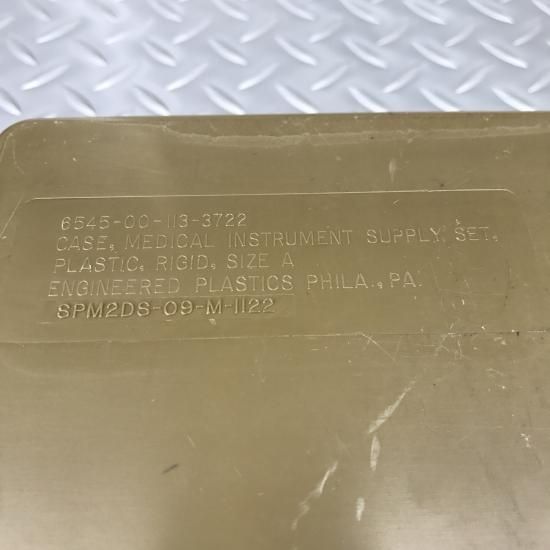 6545-00-113-3722
CASE, MEDICAL INSTRUMENT SUPPLY, SET,
PLASTIC, RIGID, SIZE A
ENGINEERED PLASTICS PHILA., PA.
SPM2DS-09-M-1122